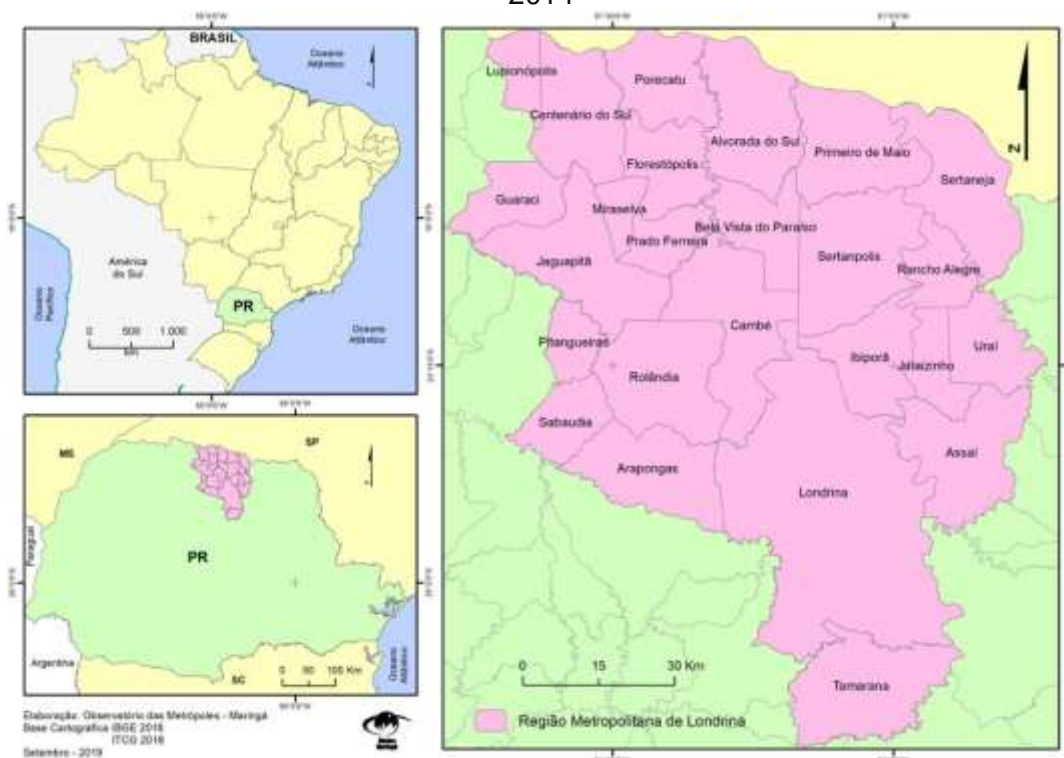 2014
BRASIL
Oceano
Atlântico
América
do Sul
Oceano
Pacífico
PR
0 500 1.000
km
Oceano
Atlântico
MS
SP
PR
Paraguai
Argentina
SC
0 50 100 Km
Oceano
Atlântico
Elaboração: Observatório das Metrópoles - Maringá
Base Cartográfica IBGE 2018
ITCG 2018
Setembro - 2019
Lupionópolis
Porecatu
Centenário do Sul
Alvorada do Sul
Primeiro de Maio
Florestópolis
Sertaneja
Guaraci
Miraselva
Bela Vista do Paraíso
Prado Ferreira
Sertanpolis
Jaguapitã
Rancho Alegre
Cambé
Pitangueiras
Ibiporã
Jataizinho
Uraí
Rolândia
Sabaudia
Assaí
Arapongas
Londrina
Tamarana
N
0 15 30 Km
Região Metropolitana de Londrina